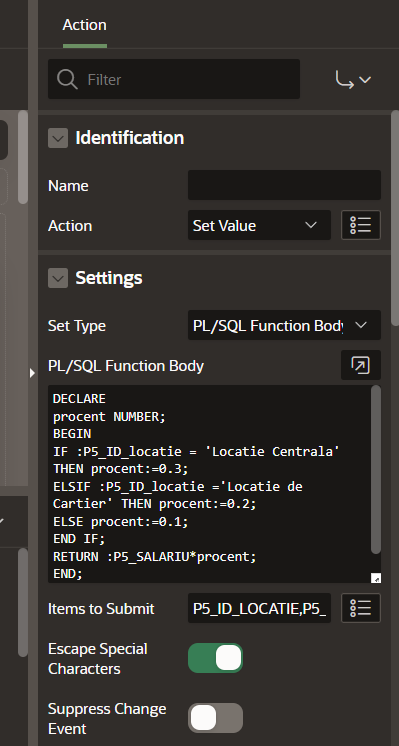 Action
Filter
Identification
Name
Action Set Value
Settings
Set Type PL/SQL Function Body
PL/SQL Function Body
DECLARE
procent NUMBER;
BEGIN
IF :P5_ID_locatie = 'Locatie Centrala'
THEN procent:=0.3;
ELSIF :P5_ID_locatie ='Locatie de
Cartier' THEN procent:=0.2;
ELSE procent:=0.1;
END IF;
RETURN :P5_SALARIU*procent;
END;
Items to Submit P5_ID_LOCATIE,P5_
Escape Special
Characters
Suppress Change
Event